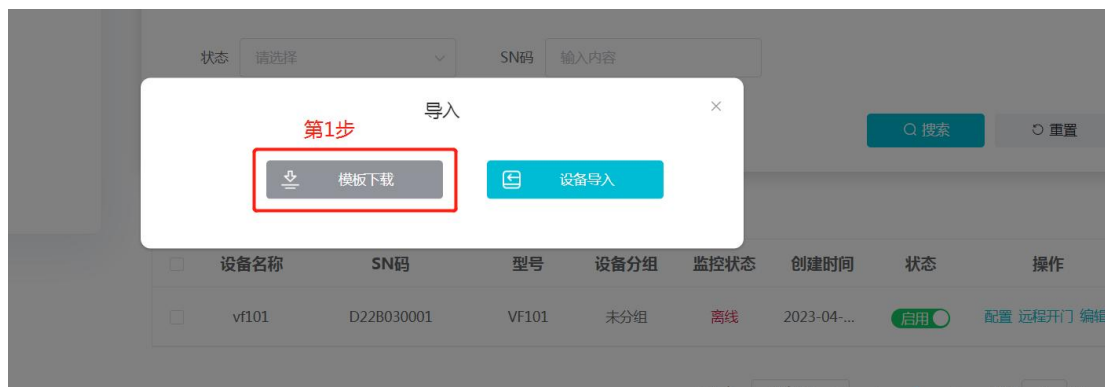 状态 请选择 SN码 输入内容
导入
第1步
模板下载 设备导入
搜索 重置
设备名称 SN码 型号 设备分组 监控状态 创建时间 状态 操作
vf101 D22B030001 VF101 未分组 离线 2023-04-... 启用 配置 远程开门 编辑